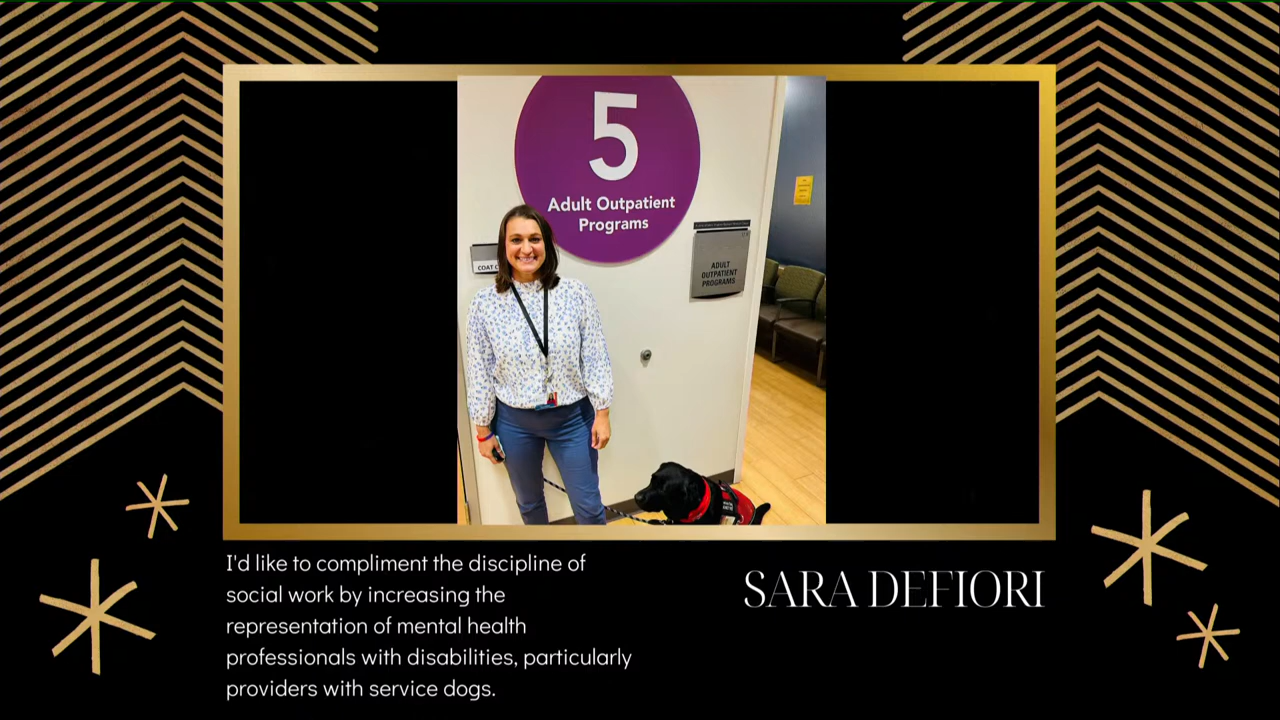 5
Adult Outpatient
Programs
COAT
ADULT
OUTPATIENT
PROGRAMS
I'd like to compliment the discipline of
social work by increasing the
representation of mental health
professionals with disabilities, particularly
providers with service dogs.
SARA DEFIORI